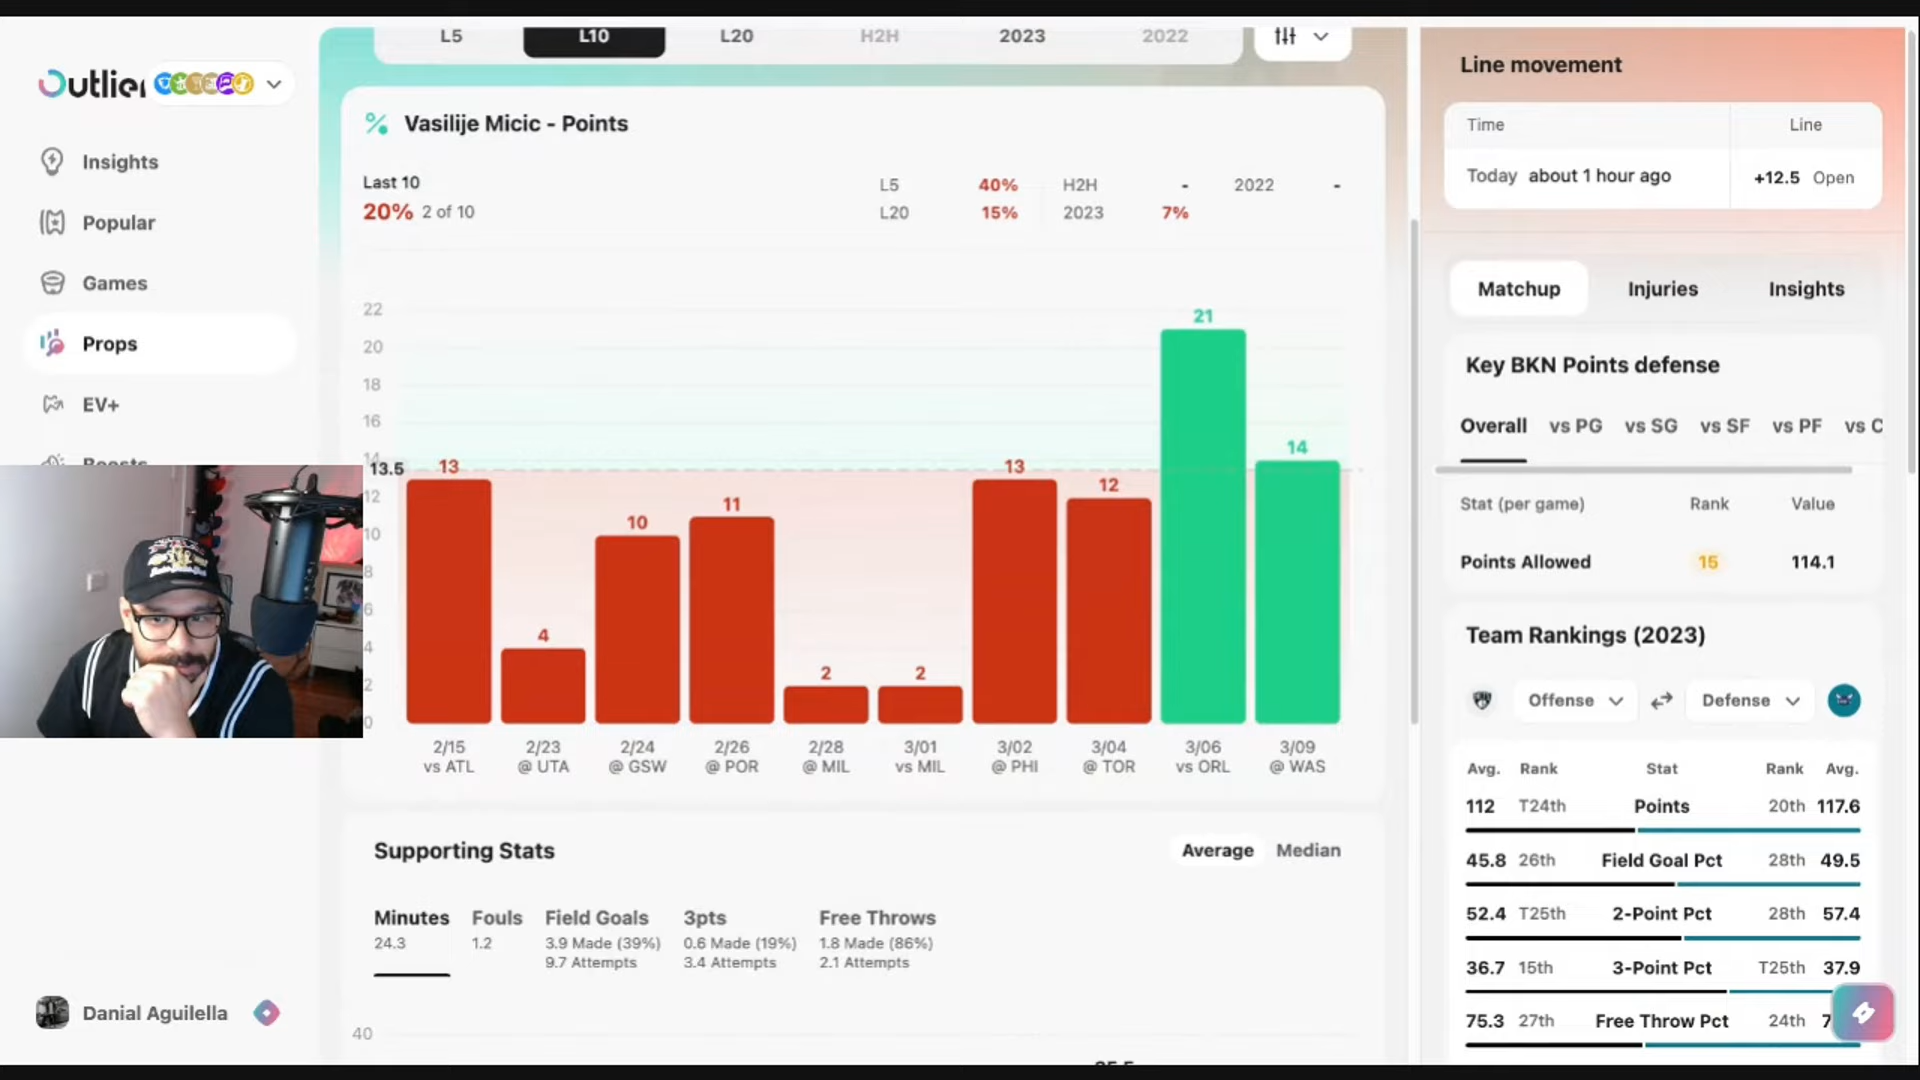 L5 L10 L20 H2H 2023 2022
Outlier
Insights
Popular
Games
Props
EV+
Boosts
Danial Aguilella
Vasilije Micic - Points
Last 10
20% 2 of 10
L5 40% H2H - 2022 -
L20 15% 2023 7%
22
20
18
16
14
13.5
12
10
8
6
4
2
0
13 4 10 11 2 2 13 12 21 14
2/15 2/23 2/24 2/26 2/28 3/01 3/02 3/04 3/06 3/09
vs ATL @ UTA @ GSW @ POR @ MIL vs MIL @ PHI @ TOR vs ORL @ WAS
Supporting Stats
Average Median
Minutes Fouls Field Goals 3pts Free Throws
24.3 1.2 3.9 Made (39%) 0.6 Made (19%) 1.8 Made (86%)
9.7 Attempts 3.4 Attempts 2.1 Attempts
40
Line movement
Time Line
Today about 1 hour ago +12.5 Open
Matchup Injuries Insights
Key BKN Points defense
Overall vs PG vs SG vs SF vs PF vs C
Stat (per game) Rank Value
Points Allowed 15 114.1
Team Rankings (2023)
Offense Defense
Avg. Rank Stat Rank Avg.
112 T24th Points 20th 117.6
45.8 26th Field Goal Pct 28th 49.5
52.4 T25th 2-Point Pct 28th 57.4
36.7 15th 3-Point Pct T25th 37.9
75.3 27th Free Throw Pct 24th